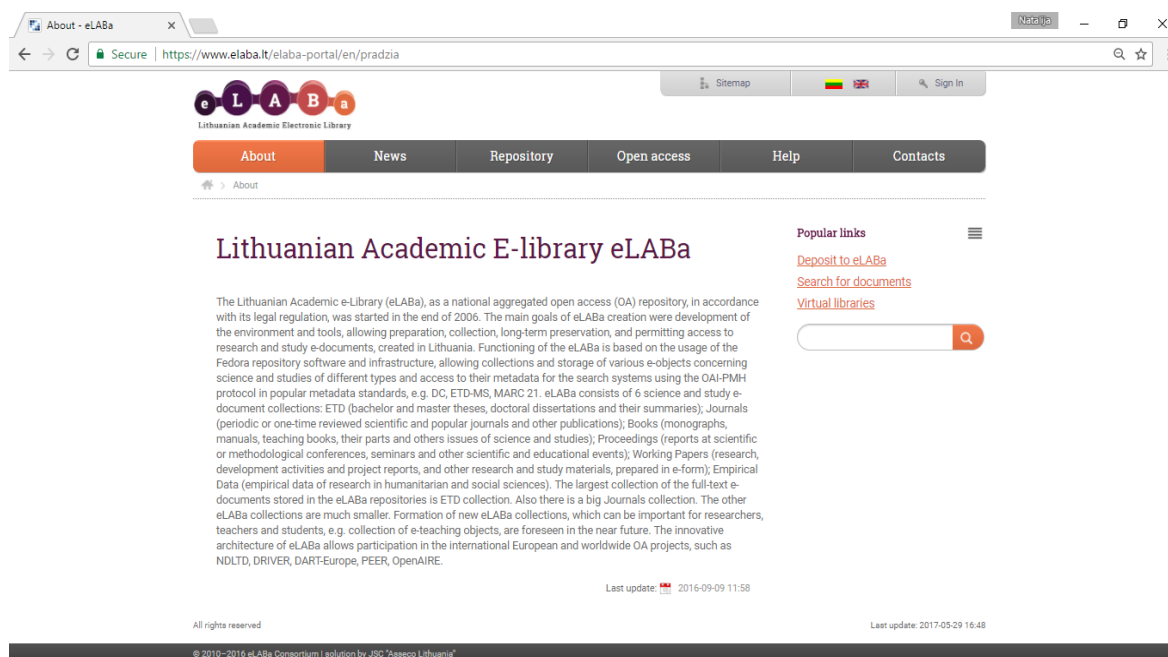 About - eLABa
Natalija
Secure https://www.elaba.lt/elaba-portal/en/pradzia
eLABa
Lithuanian Academic Electronic Library
Sitemap
Sign In
About News Repository Open access Help Contacts
> About
Lithuanian Academic E-library eLABa
The Lithuanian Academic e-Library (eLABa), as a national aggregated open access (OA) repository, in accordance
with its legal regulation, was started in the end of 2006. The main goals of eLABa creation were development of
the environment and tools, allowing preparation, collection, long-term preservation, and permitting access to
research and study e-documents, created in Lithuania. Functioning of the eLABa is based on the usage of the
Fedora repository software and infrastructure, allowing collections and storage of various e-objects concerning
science and studies of different types and access to their metadata for the search systems using the OAI-PMH
protocol in popular metadata standards, e.g. DC, ETD-MS, MARC 21. eLABa consists of 6 science and study e-
document collections: ETD (bachelor and master theses, doctoral dissertations and their summaries); Journals
(periodic or one-time reviewed scientific and popular journals and other publications); Books (monographs,
manuals, teaching books, their parts and others issues of science and studies); Proceedings (reports at scientific
or methodological conferences, seminars and other scientific and educational events); Working Papers (research,
development activities and project reports, and other research and study materials, prepared in e-form); Empirical
Data (empirical data of research in humanitarian and social sciences). The largest collection of the full-text e-
documents stored in the eLABa repositories is ETD collection. Also there is a big Journals collection. The other
eLABa collections are much smaller. Formation of new eLABa collections, which can be important for researchers,
teachers and students, e.g. collection of e-teaching objects, are foreseen in the near future. The innovative
architecture of eLABa allows participation in the international European and worldwide OA projects, such as
NDLTD, DRIVER, DART-Europe, PEER, OpenAIRE.
Last update: 2016-09-09 11:58
Popular links
Deposit to eLABa
Search for documents
Virtual libraries
All rights reserved
Last update: 2017-05-29 16:48
© 2010–2016 eLABa Consortium | solution by JSC "Asseco Lithuania"